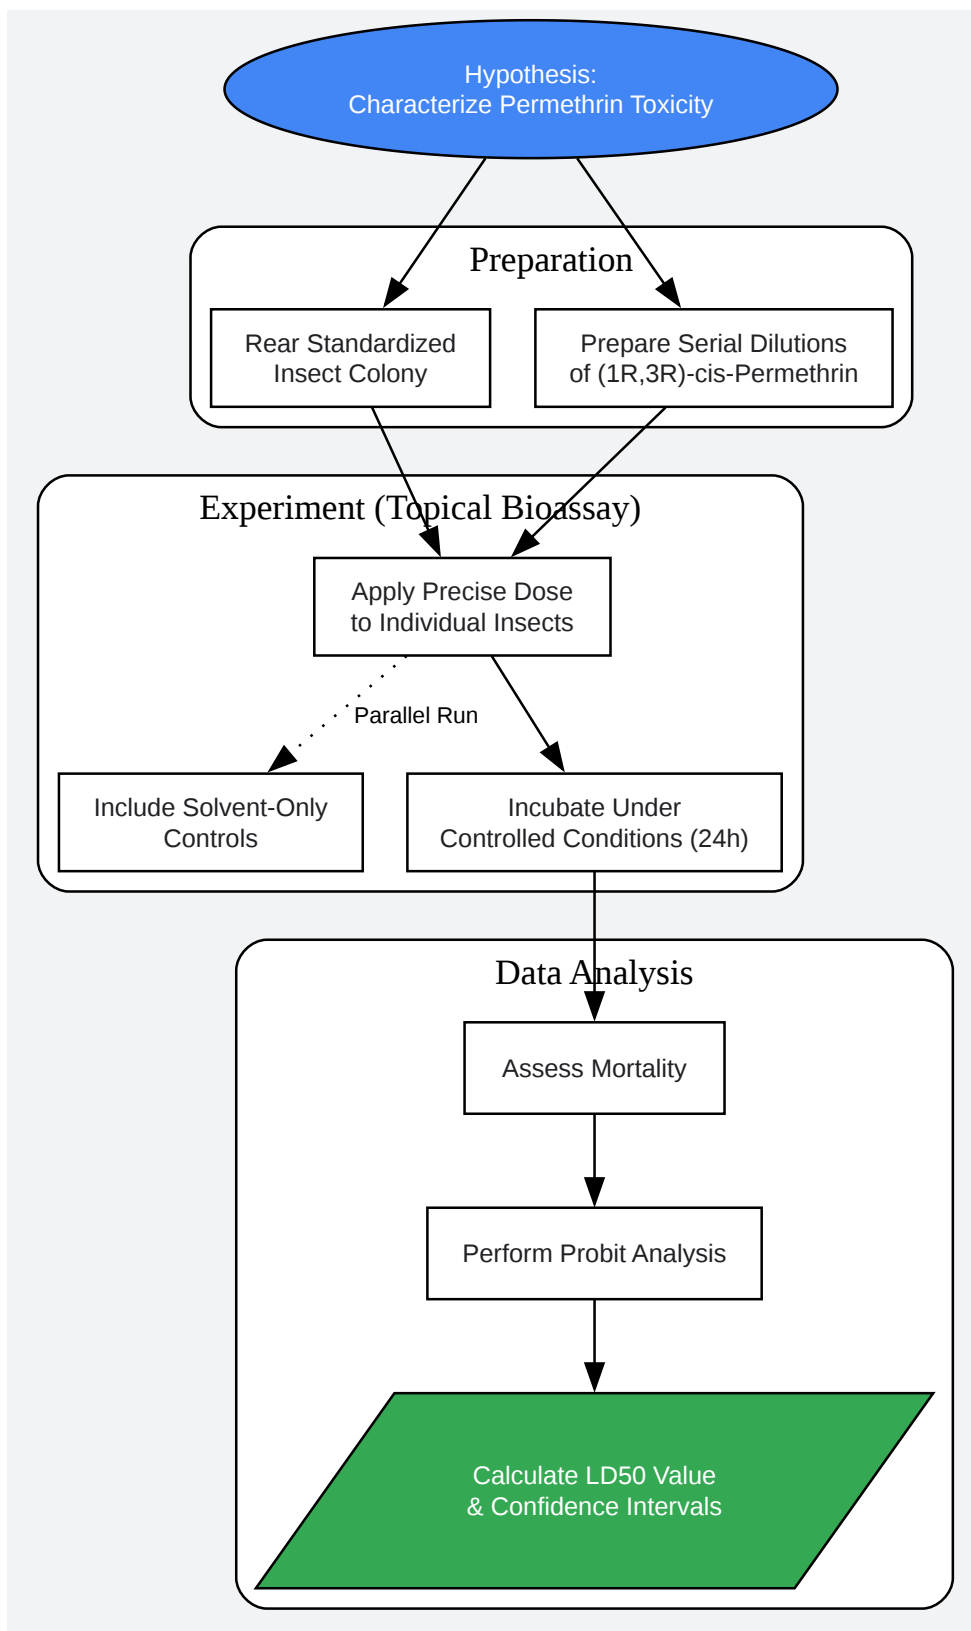 Hypothesis:
Characterize Permethrin Toxicity
Preparation
Rear Standardized
Insect Colony
Prepare Serial Dilutions
of (1R,3R)-cis-Permethrin
Experiment (Topical Bioassay)
Apply Precise Dose
to Individual Insects
Parallel Run
Include Solvent-Only
Controls
Incubate Under
Controlled Conditions (24h)
Data Analysis
Assess Mortality
Perform Probit Analysis
Calculate LD50 Value
& Confidence Intervals